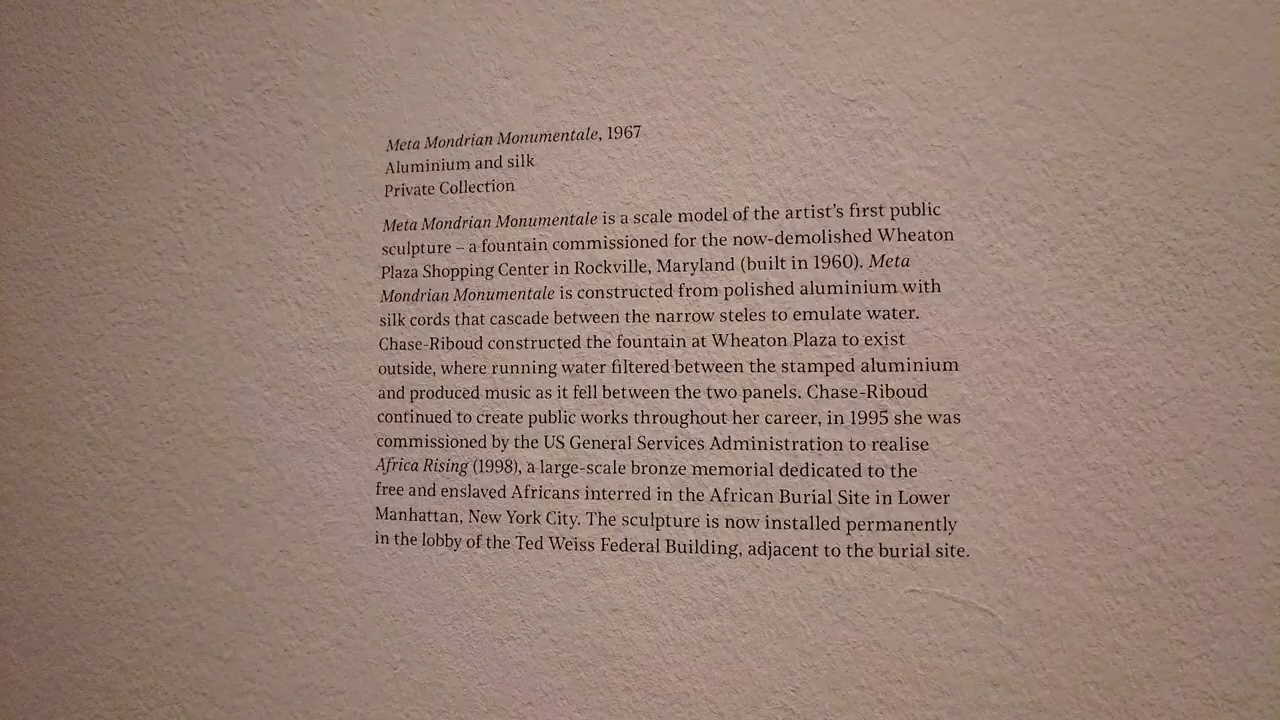 Meta Mondrian Monumentale, 1967
Aluminium and silk
Private Collection
Meta Mondrian Monumentale is a scale model of the artist's first public
sculpture – a fountain commissioned for the now-demolished Wheaton
Plaza Shopping Center in Rockville, Maryland (built in 1960). Meta
Mondrian Monumentale is constructed from polished aluminium with
silk cords that cascade between the narrow steles to emulate water.
Chase-Riboud constructed the fountain at Wheaton Plaza to exist
outside, where running water filtered between the stamped aluminium
and produced music as it fell between the two panels. Chase-Riboud
continued to create public works throughout her career, in 1995 she was
commissioned by the US General Services Administration to realise
Africa Rising (1998), a large-scale bronze memorial dedicated to the
free and enslaved Africans interred in the African Burial Site in Lower
Manhattan, New York City. The sculpture is now installed permanently
in the lobby of the Ted Weiss Federal Building, adjacent to the burial site.